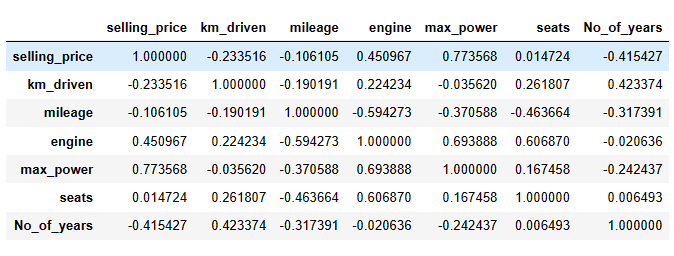 selling_price km_driven mileage engine max_power seats No_of_years
selling_price 1.000000 -0.233516 -0.106105 0.450967 0.773568 0.014724 -0.415427
km_driven -0.233516 1.000000 -0.190191 0.224234 -0.035620 0.261807 0.423374
mileage -0.106105 -0.190191 1.000000 -0.594273 -0.370588 -0.463664 -0.317391
engine 0.450967 0.224234 -0.594273 1.000000 0.693888 0.606870 -0.020636
max_power 0.773568 -0.035620 -0.370588 0.693888 1.000000 0.167458 -0.242437
seats 0.014724 0.261807 -0.463664 0.606870 0.167458 1.000000 0.006493
No_of_years -0.415427 0.423374 -0.317391 -0.020636 -0.242437 0.006493 1.000000